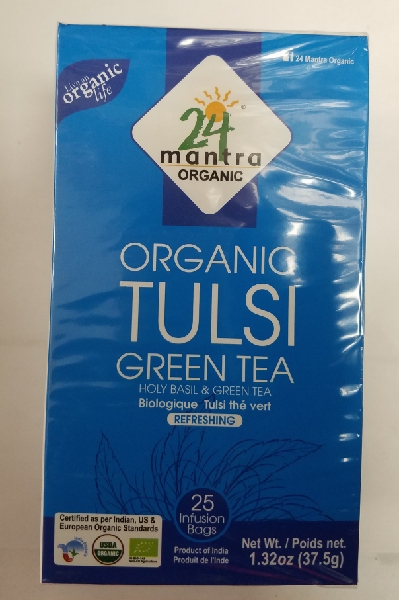 24 Mantra Organic
organic
life
24
mantra
ORGANIC
ORGANIC
TULSI
GREEN TEA
HOLY BASIL & GREEN TEA
Biologique Tulsi thé vert
REFRESHING
25
Infusion
Bags
Certified as per Indian, US &
European Organic Standards
USDA
ORGANIC
Product of India
Produit de l'Inde
Net Wt. / Poids net.
1.32oz (37.5g)